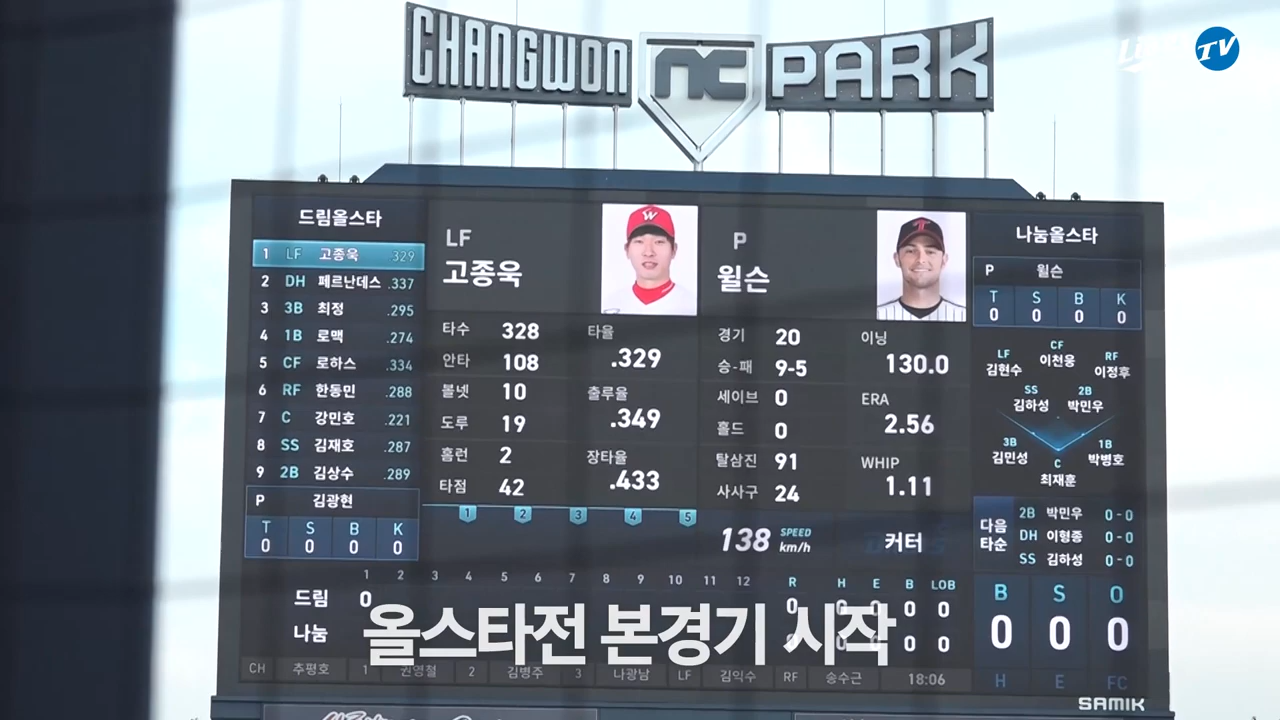 CHANGWON NC PARK
TV
드림올스타
1 LF 고종욱 .329
2 DH 페르난데스 .337
3 3B 최정 .295
4 1B 로맥 .274
5 CF 로하스 .334
6 RF 한동민 .288
7 C 강민호 .221
8 SS 김재호 .287
9 2B 김상수 .289
P 김광현
T S B K
0 0 0 0
LF
고종욱
타수 328
안타 108
볼넷 10
도루 19
홈런 2
타점 42
타율
.329
출루율
.349
장타율
.433
1 2 3 4 5
P
윌슨
경기 20
승-패 9-5
세이브 0
홀드 0
탈삼진 91
사사구 24
이닝
130.0
ERA
2.56
WHIP
1.11
138 SPEED km/h 커터
나눔올스타
P 윌슨
T S B K
0 0 0 0
LF 김현수
CF 이천웅
RF 이정후
SS 김하성
2B 박민우
3B 김민성
1B 박병호
C 최재훈
다음 타순
2B 박민우 0-0
DH 이형종 0-0
SS 김하성 0-0
1 2 3 4 5 6 7 8 9 10 11 12 R H E B LOB
드림 0 0 0 0 0 0
나눔 0 0
B S O
0 0 0
H E FC
올스타전 본경기 시작
CH 추평호 1 권영철 2 김병주 3 나광남 LF 김익수 RF 송수근 18:06
SAMIK